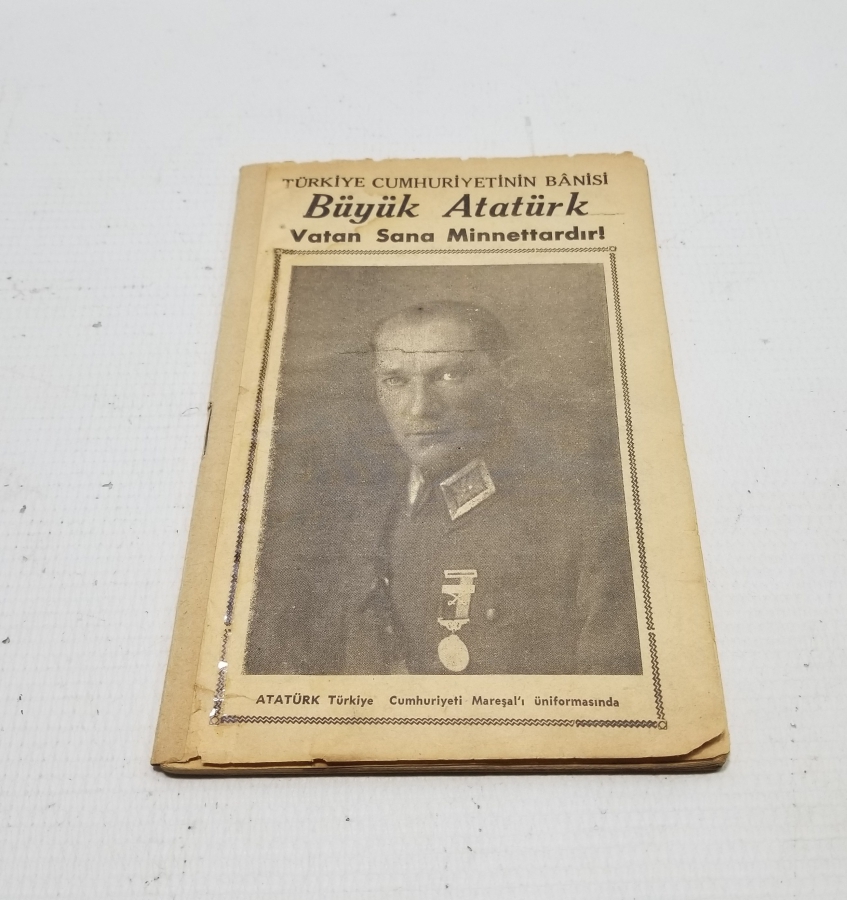 TÜRKİYE CUMHURİYETİNİN BÂNİSİ
Büyük Atatürk
Vatan Sana Minnettardır!
ATATÜRK Türkiye Cumhuriyeti Mareşal'ı üniformasında